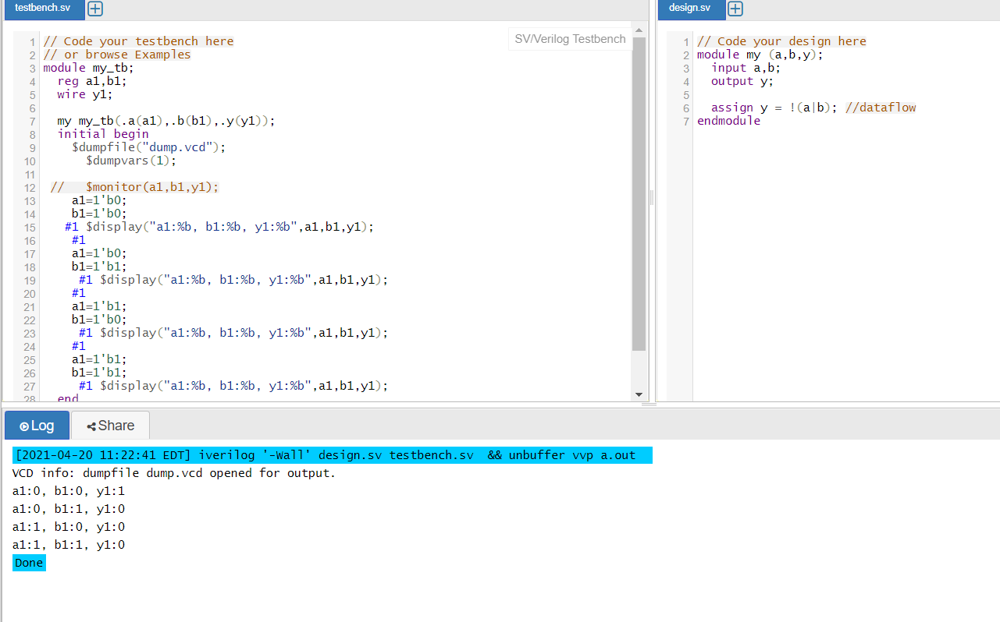 testbench.sv
SV/Verilog Testbench
1 // Code your testbench here
2 // or browse Examples
3 module my_tb;
4 reg a1,b1;
5 wire y1;
6
7 my my_tb(.a(a1),.b(b1),.y(y1));
8 initial begin
9 $dumpfile("dump.vcd");
10 $dumpvars(1);
11
12 // $monitor(a1,b1,y1);
13 a1=1'b0;
14 b1=1'b0;
15 #1 $display("a1:%b, b1:%b, y1:%b",a1,b1,y1);
16 #1
17 a1=1'b0;
18 b1=1'b1;
19 #1 $display("a1:%b, b1:%b, y1:%b",a1,b1,y1);
20 #1
21 a1=1'b1;
22 b1=1'b0;
23 #1 $display("a1:%b, b1:%b, y1:%b",a1,b1,y1);
24 #1
25 a1=1'b1;
26 b1=1'b1;
27 #1 $display("a1:%b, b1:%b, y1:%b",a1,b1,y1);
28 end
design.sv
1 // Code your design here
2 module my (a,b,y);
3 input a,b;
4 output y;
5
6 assign y = !(a|b); //dataflow
7 endmodule
Log
Share
[2021-04-20 11:22:41 EDT] iverilog '-Wall' design.sv testbench.sv && unbuffer vvp a.out
VCD info: dumpfile dump.vcd opened for output.
a1:0, b1:0, y1:1
a1:0, b1:1, y1:0
a1:1, b1:0, y1:0
a1:1, b1:1, y1:0
Done